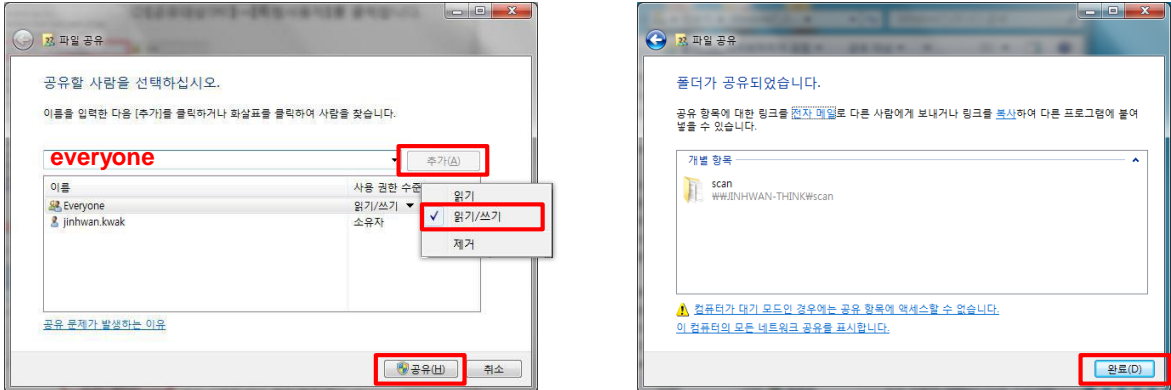 파일 공유
공유할 사람을 선택하십시오.
이름을 입력한 다음 [추가]를 클릭하거나 화살표를 클릭하여 사람을 찾습니다.
everyone
추가(A)
이름
사용 권한 수준
Everyone
읽기/쓰기
jinhwan.kwak
소유자
읽기
읽기/쓰기
제거
공유 문제가 발생하는 이유
공유(H)
취소
파일 공유
폴더가 공유되었습니다.
공유 항목에 대한 링크를 전자 메일로 다른 사람에게 보내거나 링크를 복사하여 다른 프로그램에 붙여
넣을 수 있습니다.
개별 항목
scan
₩₩JINHWAN-THINK₩scan
컴퓨터가 대기 모드인 경우에는 공유 항목에 액세스할 수 없습니다.
이 컴퓨터의 모든 네트워크 공유를 표시합니다.
완료(D)